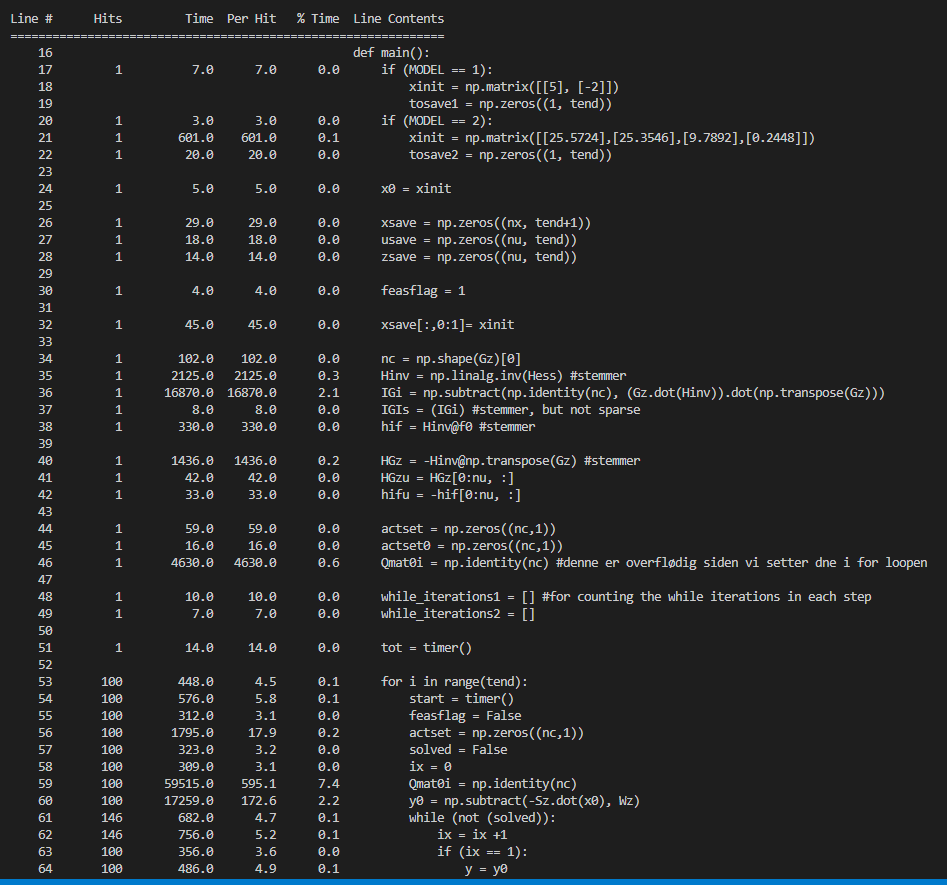 Line #      Hits         Time  Per Hit   % Time  Line Contents
==============================================================
    16                                           def main():
    17         1          7.0      7.0      0.0      if (MODEL == 1):
    18                                                   xinit = np.matrix([[5], [-2]])
    19                                                   tosave1 = np.zeros((1, tend))
    20         1          3.0      3.0      0.0      if (MODEL == 2):
    21         1        601.0    601.0      0.1          xinit = np.matrix([[25.5724],[25.3546],[9.7892],[0.2448]])
    22         1         20.0     20.0      0.0          tosave2 = np.zeros((1, tend))
    23
    24         1          5.0      5.0      0.0      x0 = xinit
    25
    26         1         29.0     29.0      0.0      xsave = np.zeros((nx, tend+1))
    27         1         18.0     18.0      0.0      usave = np.zeros((nu, tend))
    28         1         14.0     14.0      0.0      zsave = np.zeros((nu, tend))
    29
    30         1          4.0      4.0      0.0      feasflag = 1
    31
    32         1         45.0     45.0      0.0      xsave[:,0:1]= xinit
    33
    34         1        102.0    102.0      0.0      nc = np.shape(Gz)[0]
    35         1       2125.0   2125.0      0.3      Hinv = np.linalg.inv(Hess) #stemmer
    36         1      16870.0  16870.0      2.1      IGi = np.subtract(np.identity(nc), (Gz.dot(Hinv)).dot(np.transpose(Gz)))
    37         1          8.0      8.0      0.0      IGIs = (IGi) #stemmer, but not sparse
    38         1        330.0    330.0      0.0      hif = Hinv@f0 #stemmer
    39
    40         1       1436.0   1436.0      0.2      HGz = -Hinv@np.transpose(Gz) #stemmer
    41         1         42.0     42.0      0.0      HGzu = HGz[0:nu, :]
    42         1         33.0     33.0      0.0      hifu = -hif[0:nu, :]
    43
    44         1         59.0     59.0      0.0      actset = np.zeros((nc,1))
    45         1         16.0     16.0      0.0      actset0 = np.zeros((nc,1))
    46         1       4630.0   4630.0      0.6      Qmat0i = np.identity(nc) #denne er overflødig siden vi setter dne i for loopen
    47
    48         1         10.0     10.0      0.0      while_iterations1 = [] #for counting the while iterations in each step
    49         1          7.0      7.0      0.0      while_iterations2 = []
    50
    51         1         14.0     14.0      0.0      tot = timer()
    52
    53       100        448.0      4.5      0.1      for i in range(tend):
    54       100        576.0      5.8      0.1          start = timer()
    55       100        312.0      3.1      0.0          feasflag = False
    56       100       1795.0     17.9      0.2          actset = np.zeros((nc,1))
    57       100        323.0      3.2      0.0          solved = False
    58       100        309.0      3.1      0.0          ix = 0
    59       100      59515.0    595.1      7.4          Qmat0i = np.identity(nc)
    60       100      17259.0    172.6      2.2          y0 = np.subtract(-Sz.dot(x0), Wz)
    61       146        682.0      4.7      0.1          while (not (solved)):
    62       146        756.0      5.2      0.1              ix = ix +1
    63       100        356.0      3.6      0.0              if (ix == 1):
    64       100        486.0      4.9      0.1                  y = y0